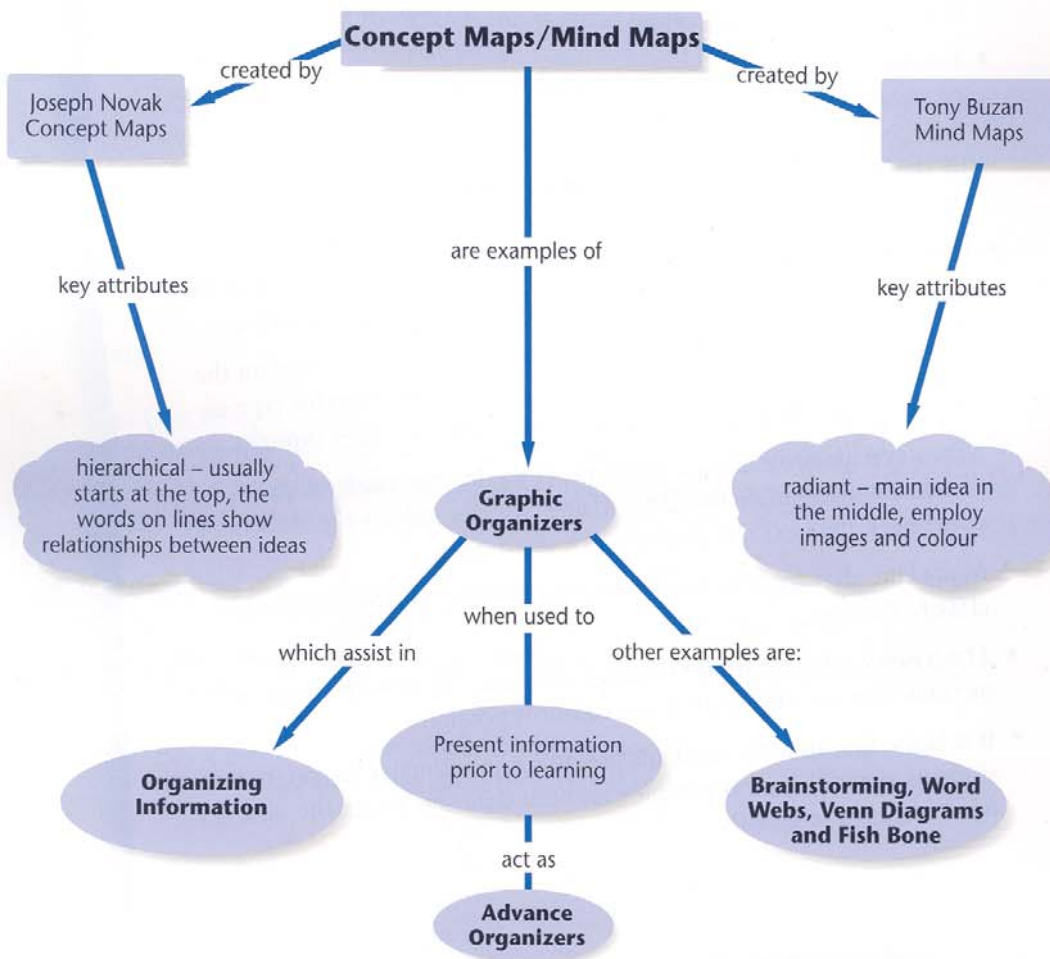 Concept Maps/Mind Maps
created by
created by
Joseph Novak
Concept Maps
Tony Buzan
Mind Maps
are examples of
key attributes
key attributes
hierarchical – usually
starts at the top, the
words on lines show
relationships between ideas
Graphic
Organizers
radiant – main idea in
the middle, employ
images and colour
which assist in
when used to
other examples are:
Organizing
Information
Present information
prior to learning
Brainstorming, Word
Webs, Venn Diagrams
and Fish Bone
act as
Advance
Organizers